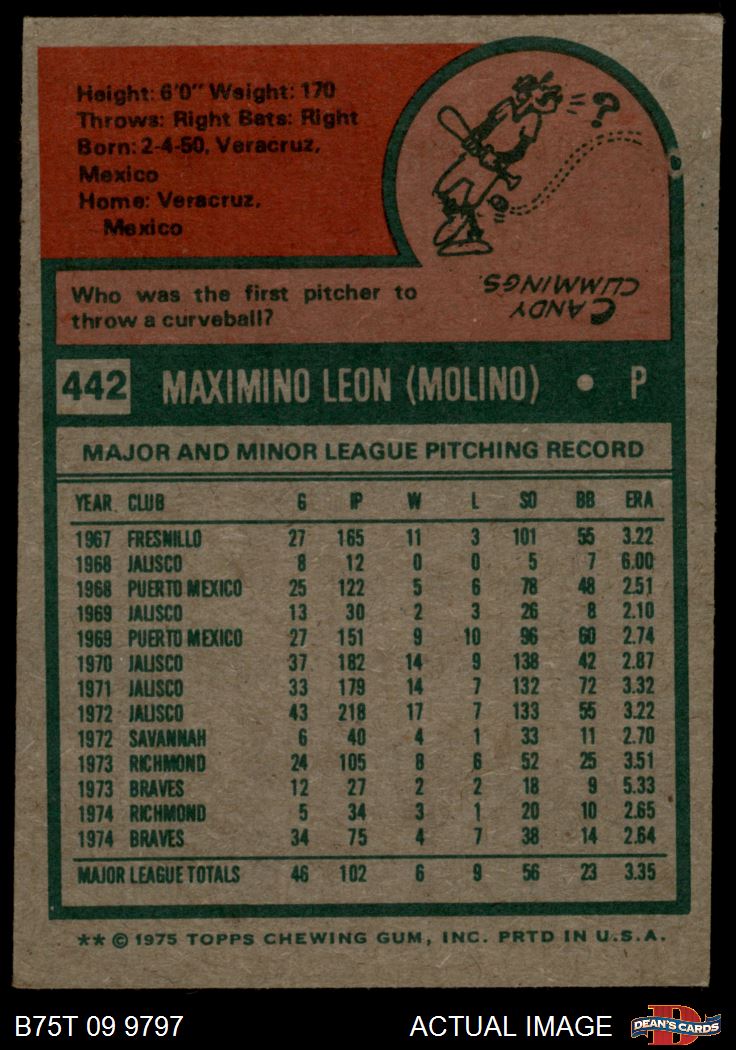 Height: 6'0" Weight: 170
Throws: Right Bats: Right
Born: 2-4-50, Veracruz,
Mexico
Home: Veracruz,
Mexico
?
Who was the first pitcher to
throw a curveball?
CANDY
CUMMINGS.
442 MAXIMINO LEON (MOLINO) • P
MAJOR AND MINOR LEAGUE PITCHING RECORD
YEAR CLUB G IP W L SO BB ERA
1967 FRESNILLO 27 165 11 3 101 55 3.22
1968 JALISCO 8 12 0 0 5 7 6.00
1968 PUERTO MEXICO 25 122 5 6 78 48 2.51
1969 JALISCO 13 30 2 3 26 8 2.10
1969 PUERTO MEXICO 27 151 9 10 96 60 2.74
1970 JALISCO 37 182 14 9 138 42 2.87
1971 JALISCO 33 179 14 7 132 72 3.32
1972 JALISCO 43 218 17 7 133 55 3.22
1972 SAVANNAH 6 40 4 1 33 11 2.70
1973 RICHMOND 24 105 8 6 52 25 3.51
1973 BRAVES 12 27 2 2 18 9 5.33
1974 RICHMOND 5 34 3 1 20 10 2.65
1974 BRAVES 34 75 4 7 38 14 2.64
MAJOR LEAGUE TOTALS 46 102 6 9 56 23 3.35
** © 1975 TOPPS CHEWING GUM, INC. PRTD IN U.S.A.
B75T 09 9797 ACTUAL IMAGE D DEAN'S CARDS